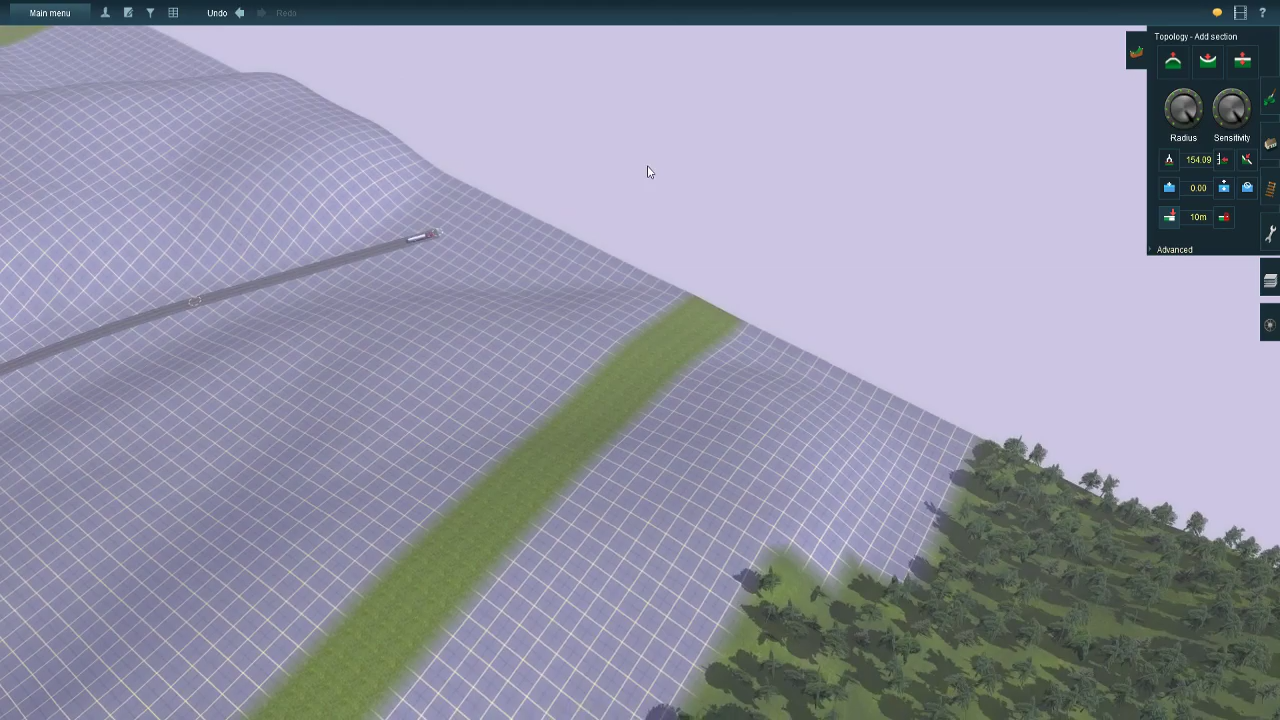 Main menu
Undo
Redo
?
Topology - Add section
Radius
Sensitivity
154.09
0.00
10m
Advanced